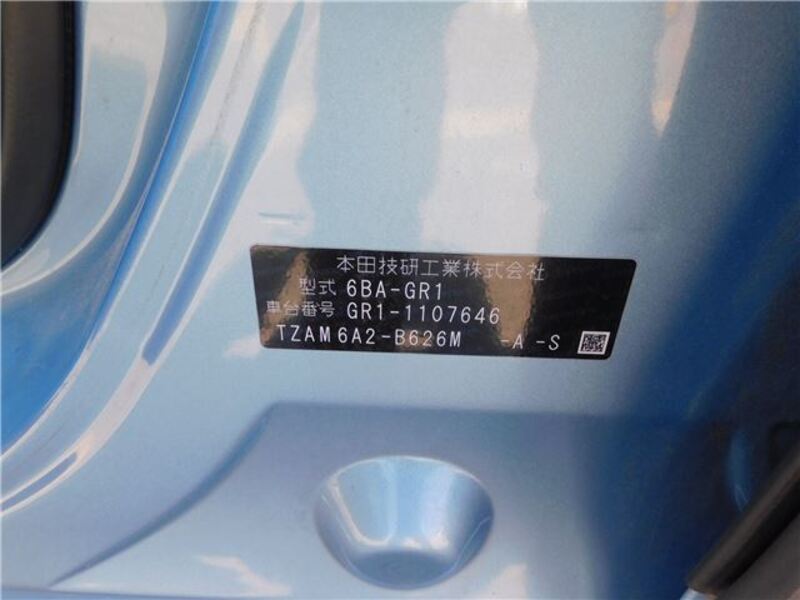 本田技研工業株式会社
型式 6BA-GR1
車台番号 GR1-1107646
TZAM6A2-B626M -A -S